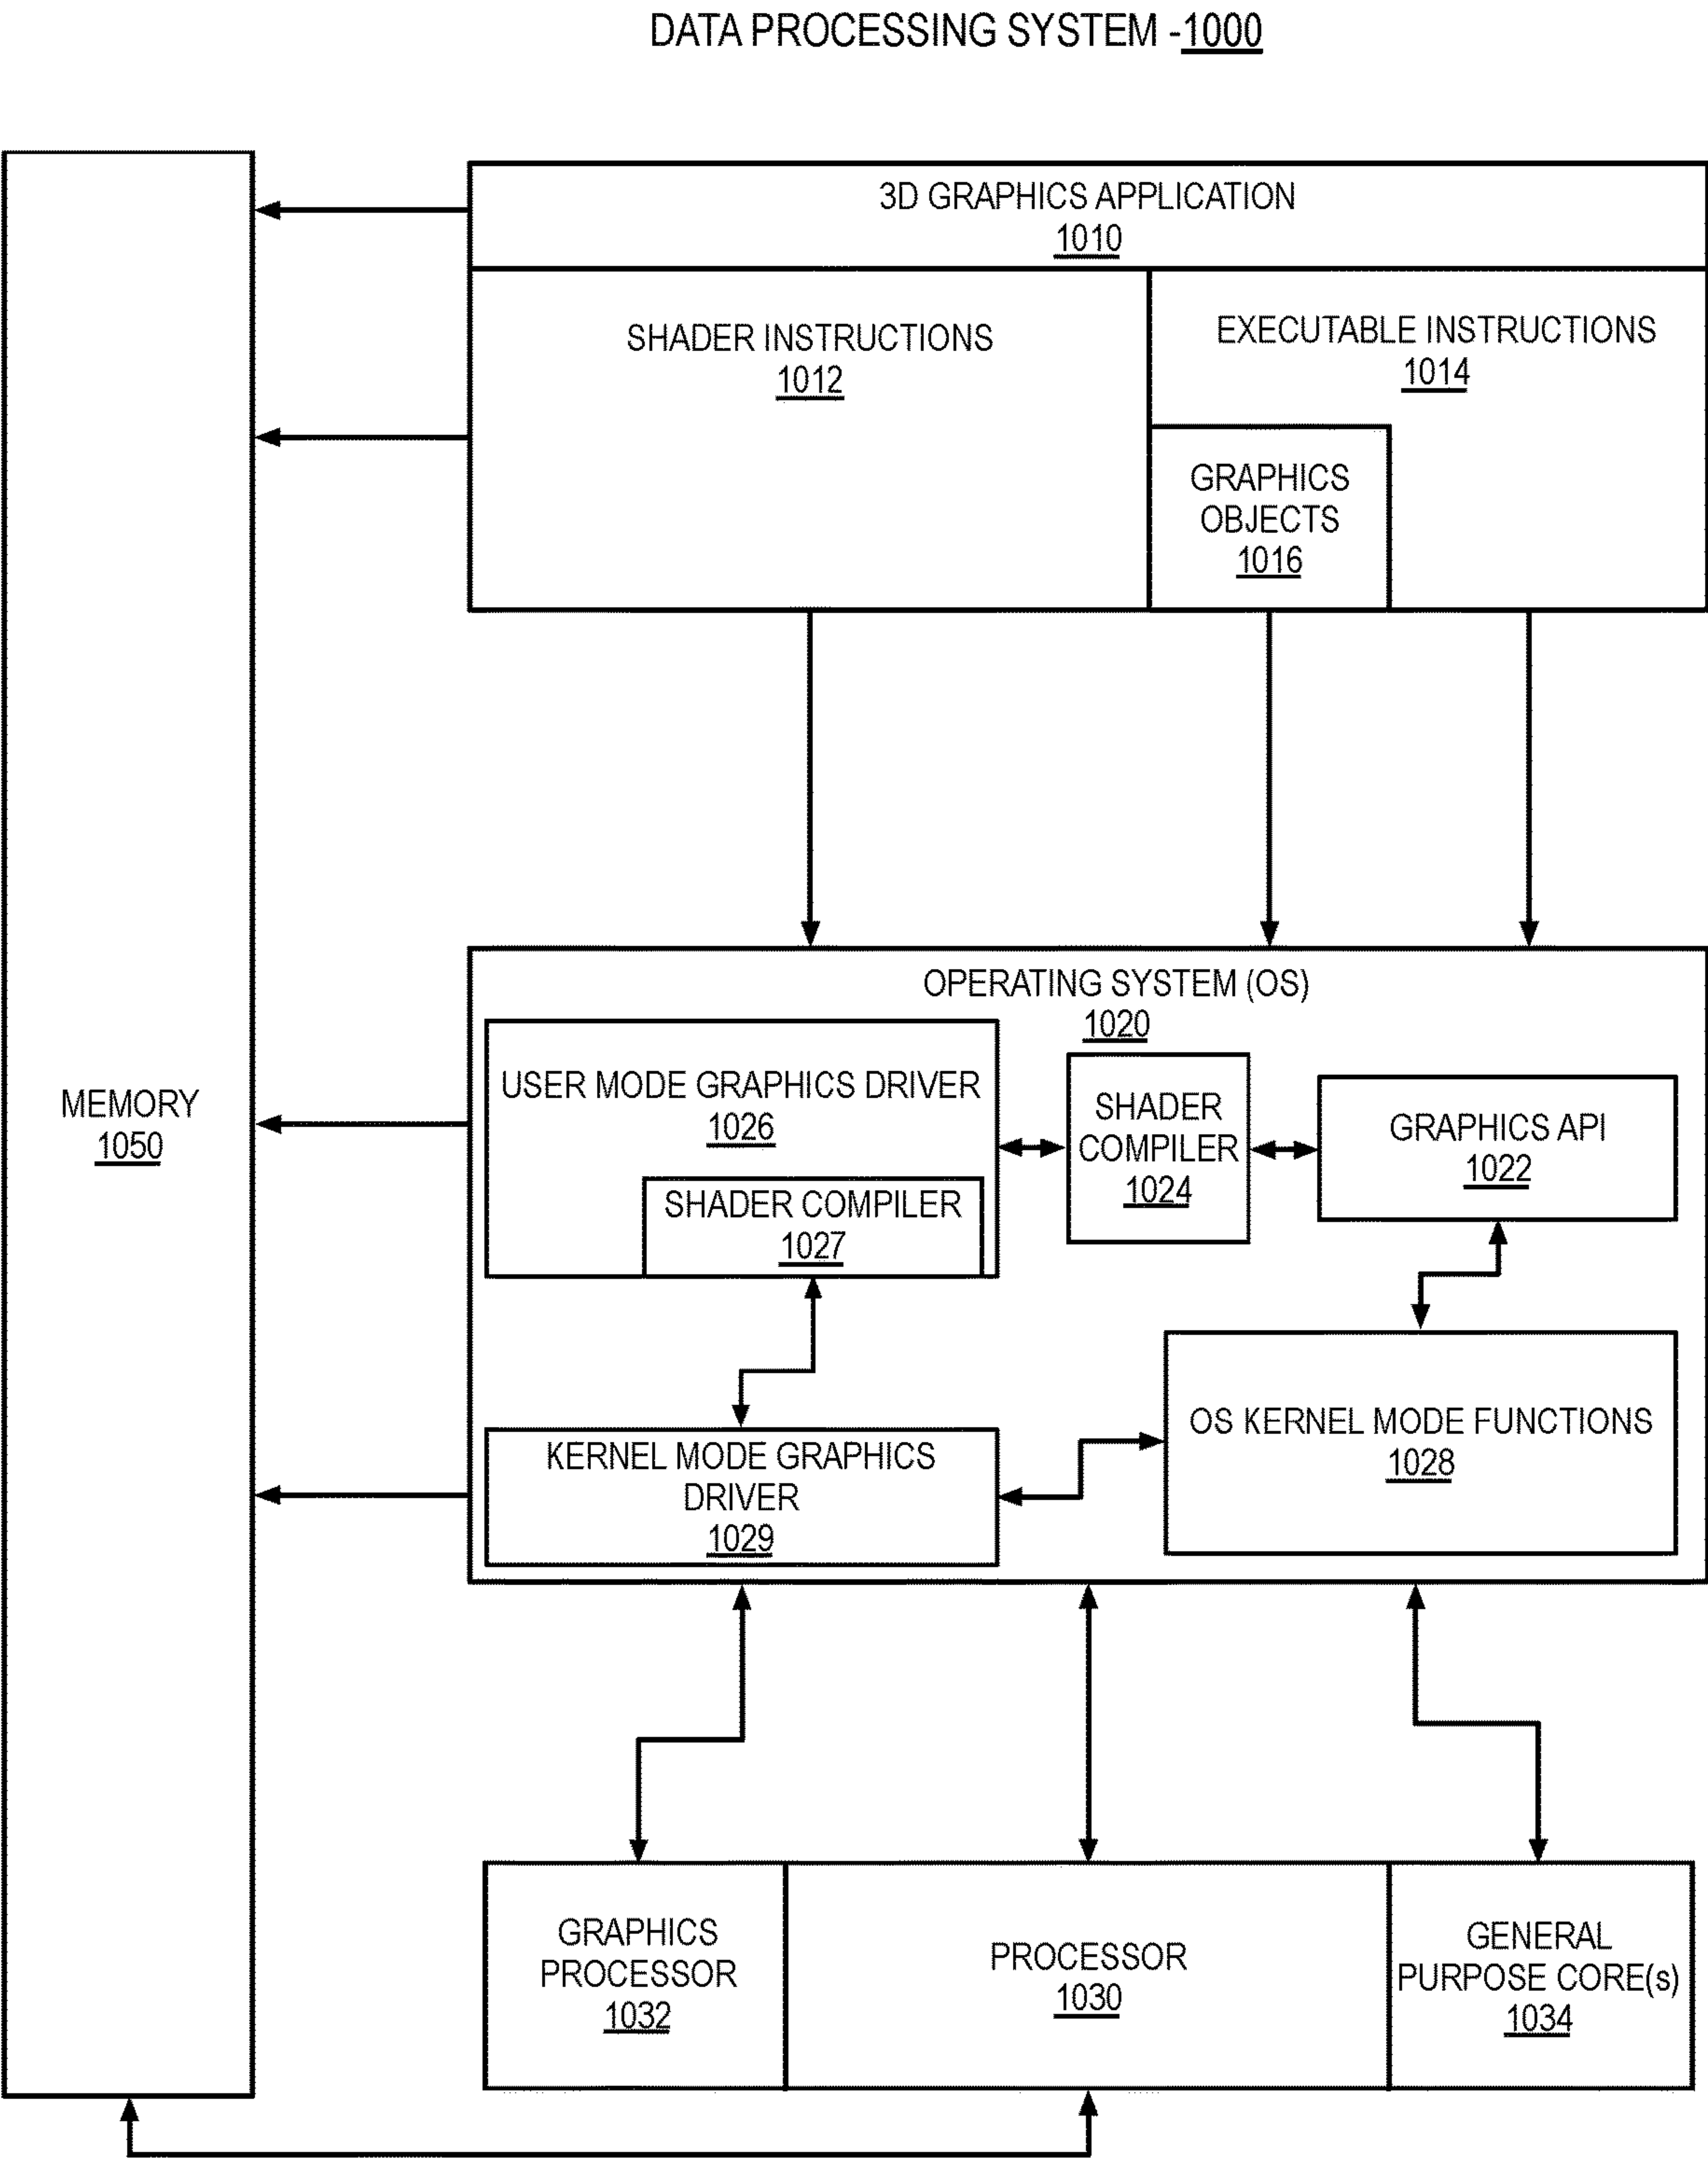 DATA PROCESSING SYSTEM -1000
3D GRAPHICS APPLICATION
1010
SHADER INSTRUCTIONS
1012
EXECUTABLE INSTRUCTIONS
1014
GRAPHICS
OBJECTS
1016
MEMORY
1050
OPERATING SYSTEM (OS)
1020
USER MODE GRAPHICS DRIVER
1026
SHADER COMPILER
1027
SHADER
COMPILER
1024
GRAPHICS API
1022
KERNEL MODE GRAPHICS
DRIVER
1029
OS KERNEL MODE FUNCTIONS
1028
GRAPHICS
PROCESSOR
1032
PROCESSOR
1030
GENERAL
PURPOSE CORE(s)
1034